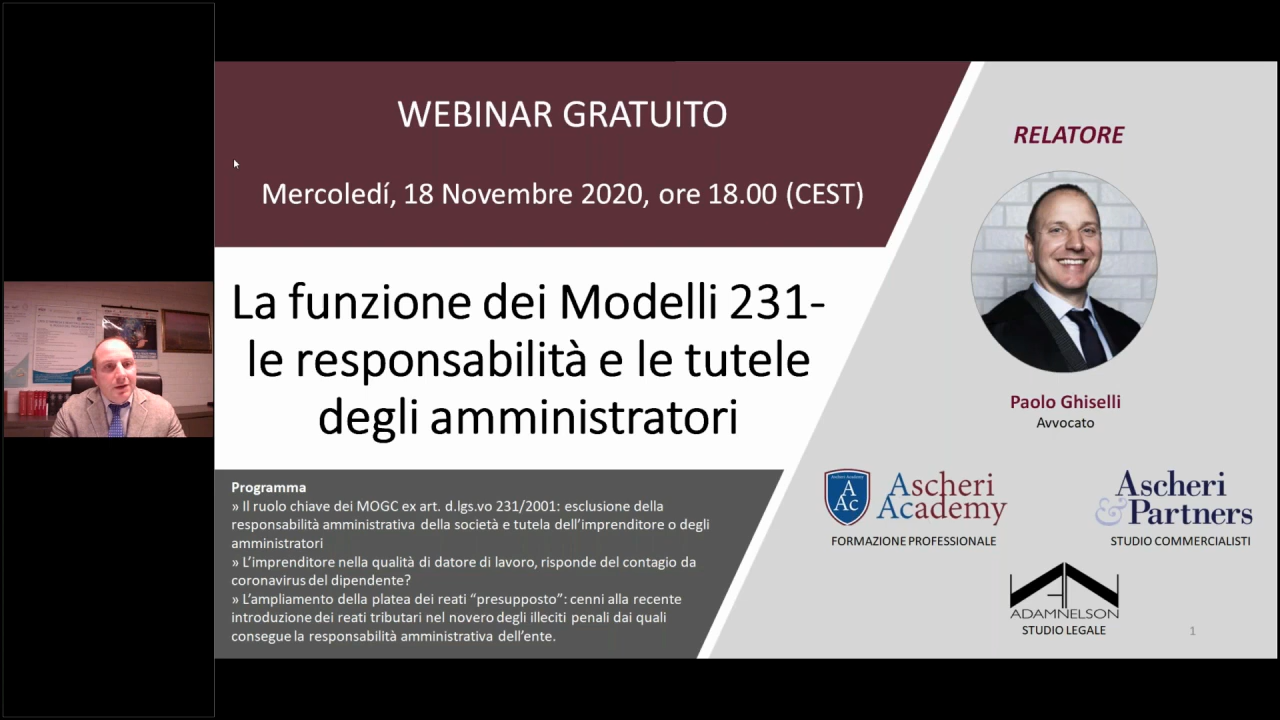 WEBINAR GRATUITO
Mercoledí, 18 Novembre 2020, ore 18.00 (CEST)
La funzione dei Modelli 231-
le responsabilità e le tutele
degli amministratori
Programma
» Il ruolo chiave dei MOGC ex art. d.lgs.vo 231/2001: esclusione della
responsabilità amministrativa della società e tutela dell'imprenditore o degli
amministratori
» L'imprenditore nella qualità di datore di lavoro, risponde del contagio da
coronavirus del dipendente?
» L'ampliamento della platea dei reati “presupposto”: cenni alla recente
introduzione dei reati tributari nel novero degli illeciti penali dai quali
consegue la responsabilità amministrativa dell'ente.
RELATORE
Paolo Ghiselli
Avvocato
Ascheri Academy
A
Ac
Ascheri
Academy
FORMAZIONE PROFESSIONALE
Ascheri
& Partners
STUDIO COMMERCIALISTI
ADAMNELSON
STUDIO LEGALE
1